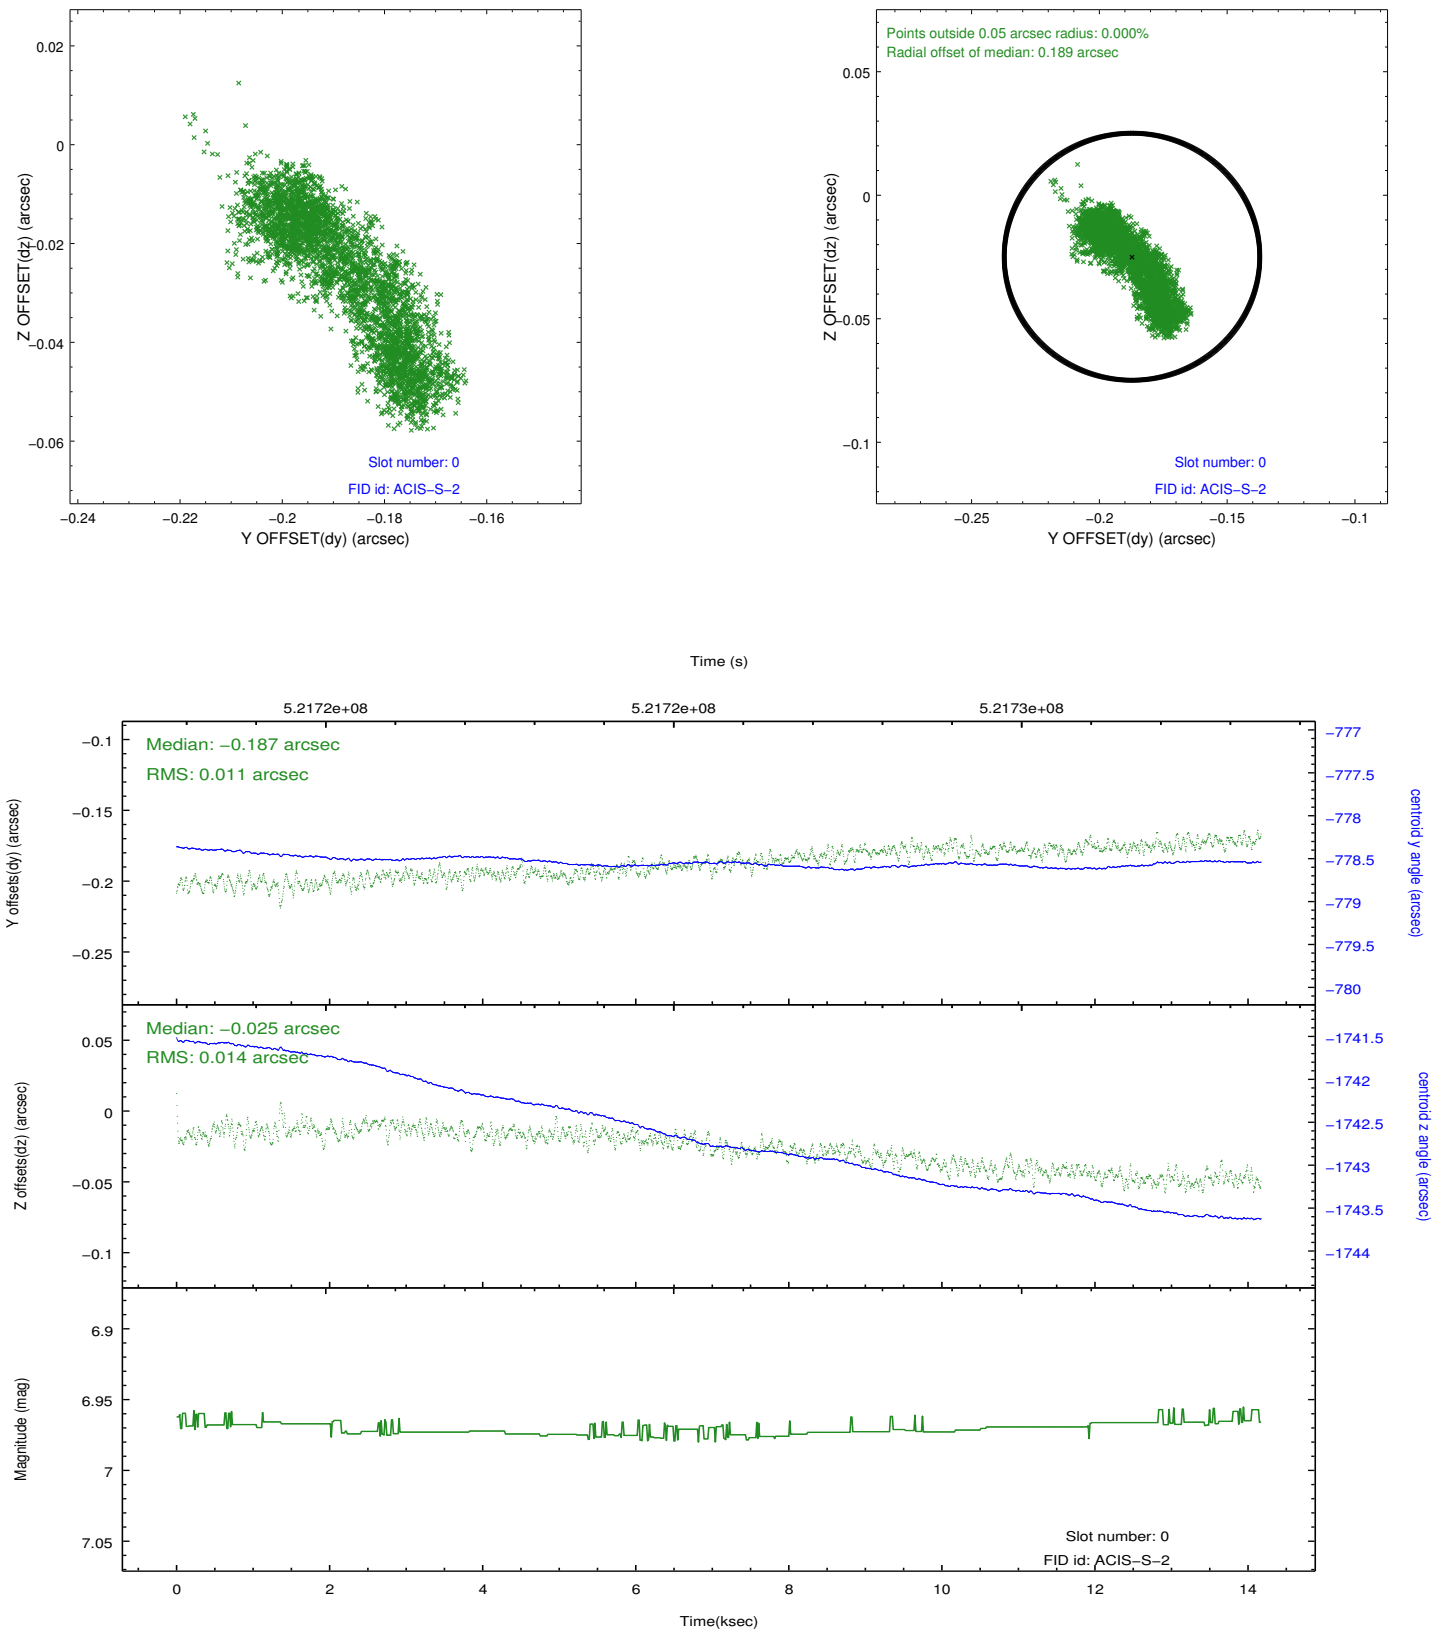 0.02
0
−0.02
−0.04
−0.06
Z OFFSET(dz) (arcsec)
Slot number: 0
FID id: ACIS−S−2
−0.24
−0.22
−0.2
−0.18
−0.16
Y OFFSET(dy) (arcsec)
Points outside 0.05 arcsec radius: 0.000%
Radial offset of median: 0.189 arcsec
0.05
0
−0.05
−0.1
Z OFFSET(dz) (arcsec)
Slot number: 0
FID id: ACIS−S−2
−0.25
−0.2
−0.15
−0.1
Y OFFSET(dy) (arcsec)
Time (s)
5.2172e+08
5.2172e+08
5.2173e+08
Median: −0.187 arcsec
RMS: 0.011 arcsec
−0.1
−0.15
−0.2
−0.25
Y offsets(dy) (arcsec)
−777
−777.5
−778
−778.5
−779
−779.5
−780
centroid y angle (arcsec)
Median: −0.025 arcsec
RMS: 0.014 arcsec
0.05
0
−0.05
−0.1
Z offsets(dz) (arcsec)
−1741.5
−1742
−1742.5
−1743
−1743.5
−1744
centroid z angle (arcsec)
6.9
6.95
7
7.05
Magnitude (mag)
Slot number: 0
FID id: ACIS−S−2
0
2
4
6
8
10
12
14
Time(ksec)